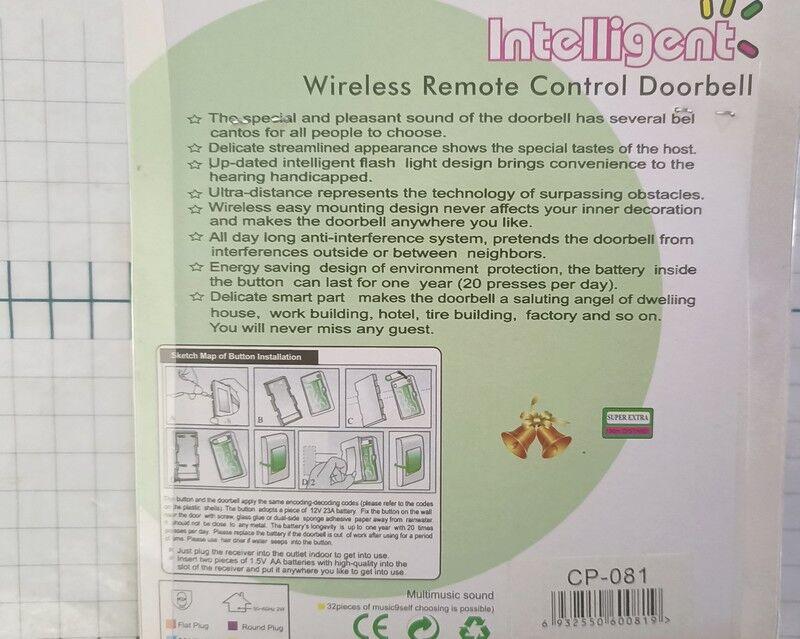 Intelligent
Wireless Remote Control Doorbell
☆ The special and pleasant sound of the doorbell has several bel
cantos for all people to choose.
☆ Delicate streamlined appearance shows the special tastes of the host.
☆ Up-dated intelligent flash light design brings convenience to the
hearing handicapped.
☆ Ultra-distance represents the technology of surpassing obstacles.
☆ Wireless easy mounting design never affects your inner decoration
and makes the doorbell anywhere you like.
☆ All day long anti-interference system, pretends the doorbell from
interferences outside or between neighbors.
☆ Energy saving design of environment protection, the battery inside
the button can last for one year (20 presses per day).
☆ Delicate smart part makes the doorbell a saluting angel of dweliing
house, work building, hotel, tire building, factory and so on.
You will never miss any guest.
Sketch Map of Button Installation
A
B
C
D/2
SUPER EXTRA
button and the doorbell apply the same encoding-decoding codes (please refer to the codes
the plastic shells). The button adopts a piece of 12V 23A battery. Fix the button on the wall
the door with screw, glass glue or dual-side sponge adhesive paper away from rainwater.
should not be close to any metal. The battery's longevity is up to one year with 20 times
per day. Please replace the battery if the doorbell is out of work after using for a period
Please use hair drier if water seeps into the button.
Just plug the receiver into the outlet indoor to get into use.
Insert two pieces of 1.5V AA batteries with high-quality into the
slot of the receiver and put it anywhere you like to get into use.
50~60Hz 2W
Flat Plug
Round Plug
Multimusic sound
32pieces of music9self choosing is possible)
CE
CP-081
6 932550 600819 >